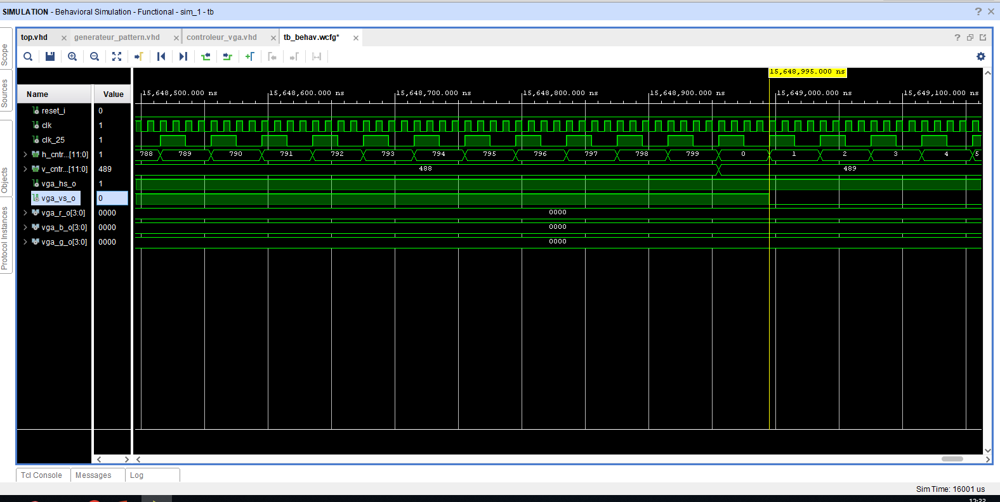 SIMULATION - Behavioral Simulation - Functional - sim_1 - tb
top.vhd
generateur_pattern.vhd
controleur_vga.vhd
tb_behav.wcfg*
Scope
Sources
Objects
Protocol Instances
15,648,995.000 ns
15,648,500.000 ns 15,648,600.000 ns 15,648,700.000 ns 15,648,800.000 ns 15,648,900.000 ns 15,649,000.000 ns 15,649,100.000 ns
Name Value
reset_i 0
clk 1
clk_25 1
h_cntr...[11:0] 1 788 789 790 791 792 793 794 795 796 797 798 799 0 1 2 3 4 5
v_cntr...[11:0] 489 488 489
vga_hs_o 1
vga_vs_o 0
vga_r_o[3:0] 0000 0000
vga_b_o[3:0] 0000 0000
vga_g_o[3:0] 0000 0000
Tcl Console Messages Log
Sim Time: 16001 us